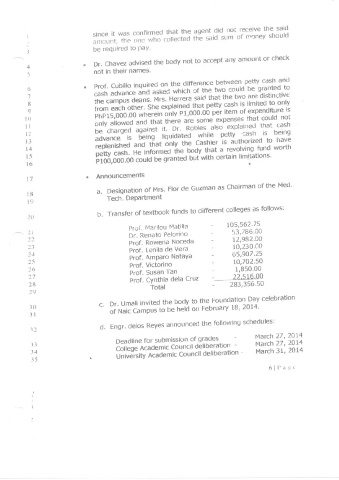 1 since it was confirmed that the agent did not receive the said
2 amount, the one who collected the said sum of money should
3 be required to pay.
4 • Dr. Chavez advised the body not to accept any amount or check
5 not in their names.
6 • Prof. Cubillo inquired on the difference between petty cash and
7 cash advance and asked which of the two could be granted to
8 the campus deans. Mrs. Herrera said that the two are distinctive
9 from each other. She explained that petty cash is limited to only
10 PhP15,000.00 wherein only P1,000.00 per item of expenditure is
11 only allowed and that there are some expenses that could not
12 be charged against it. Dr. Robles also explained that cash
13 advance is being liquidated while petty cash is being
14 replenished and that only the Cashier is authorized to have
15 petty cash. He informed the body that a revolving fund worth
16 P100,000.00 could be granted but with certain limitations.
17 • Announcements
18 a. Designation of Mrs. Flor de Guzman as Chairman of the Med.
19 Tech. Department
20 b. Transfer of textbook funds to different colleges as follows:
21 Prof. Marilou Mabilla - 105,562.75
22 Dr. Renato Pelorino - 53,786.00
23 Prof. Rowena Noceda - 12,982.00
24 Prof. Lenila de Vera - 10,230.00
25 Prof. Amparo Nataya - 65,907.25
26 Prof. Victorino - 10,702.50
27 Prof. Susan Tan - 1,850.00
28 Prof. Cynthia dela Cruz 22,516.00
29 Total - 283,356.50
30 c. Dr. Umali invited the body to the Foundation Day celebration
31 of Naic Campus to be held on February 18, 2014.
32 d. Engr. delos Reyes announced the following schedules:
33 Deadline for submission of grades - March 27, 2014
34 College Academic Council deliberation - March 27, 2014
35 University Academic Council deliberation - March 31, 2014
6 | Page